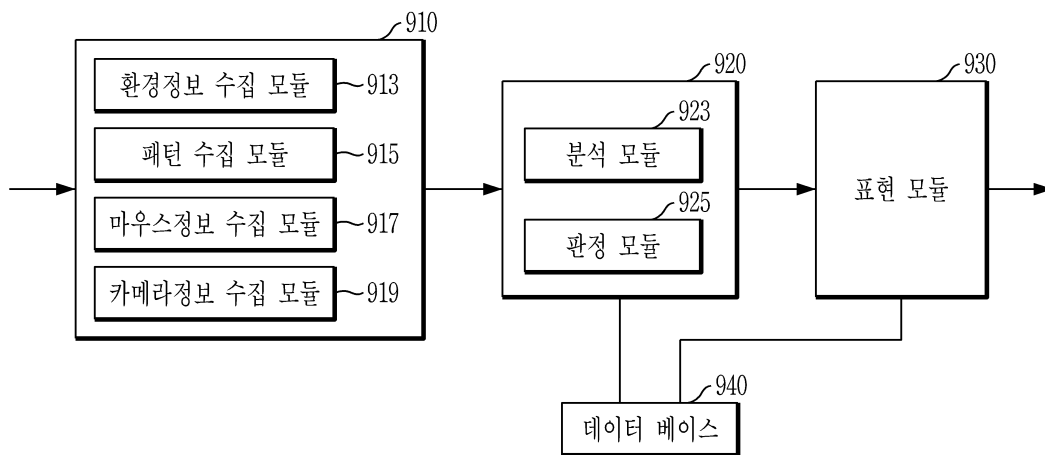 910
환경정보 수집 모듈 913
패턴 수집 모듈 915
마우스정보 수집 모듈 917
카메라정보 수집 모듈 919
920
923
분석 모듈
925
판정 모듈
930
표현 모듈
940
데이터 베이스